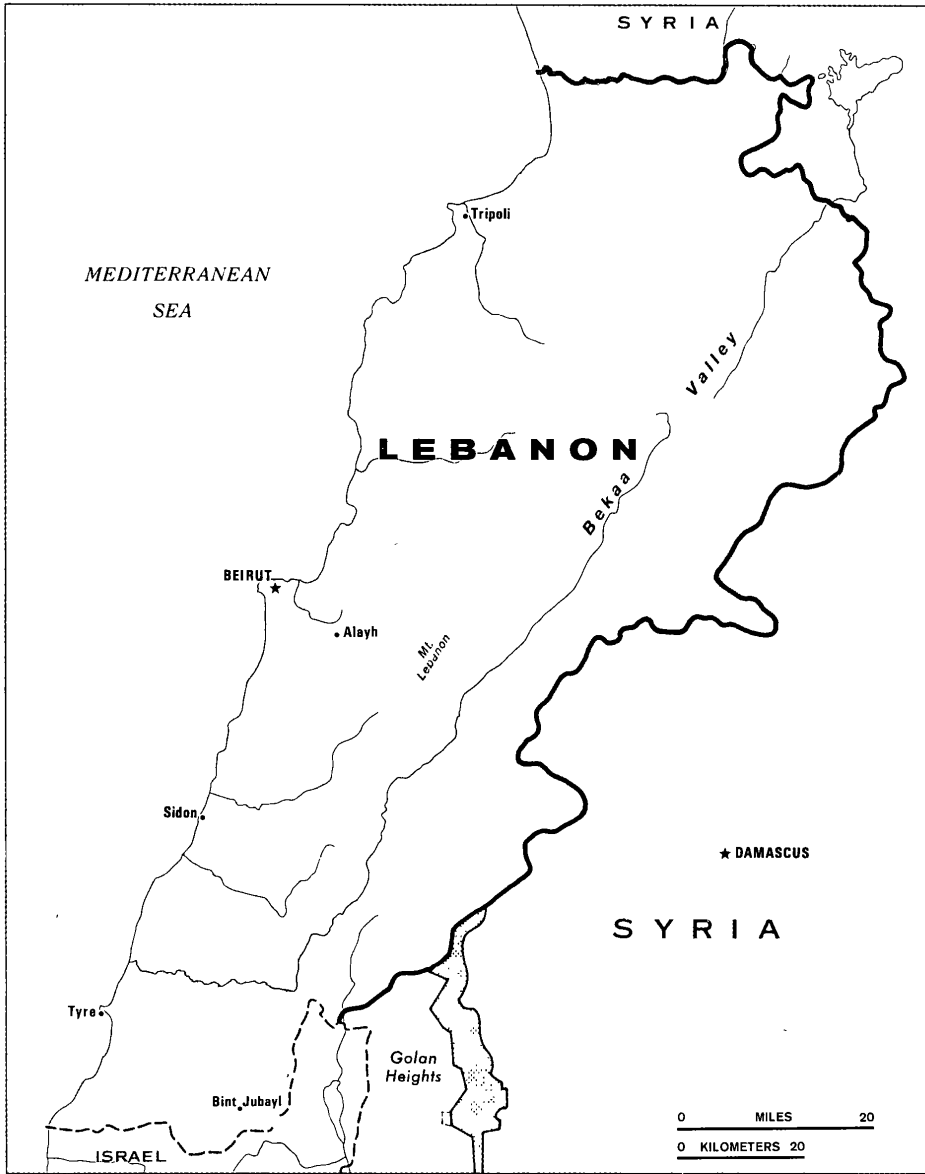 SYRIA
Tripoli
MEDITERRANEAN
SEA
Valley
LEBANON
Bekaa
BEIRUT
Alayh
Mt.
Lebanon
Sidon
DAMASCUS
SYRIA
Tyre
Golan
Heights
Bint Jubayl
0 MILES 20
ISRAEL
0 KILOMETERS 20